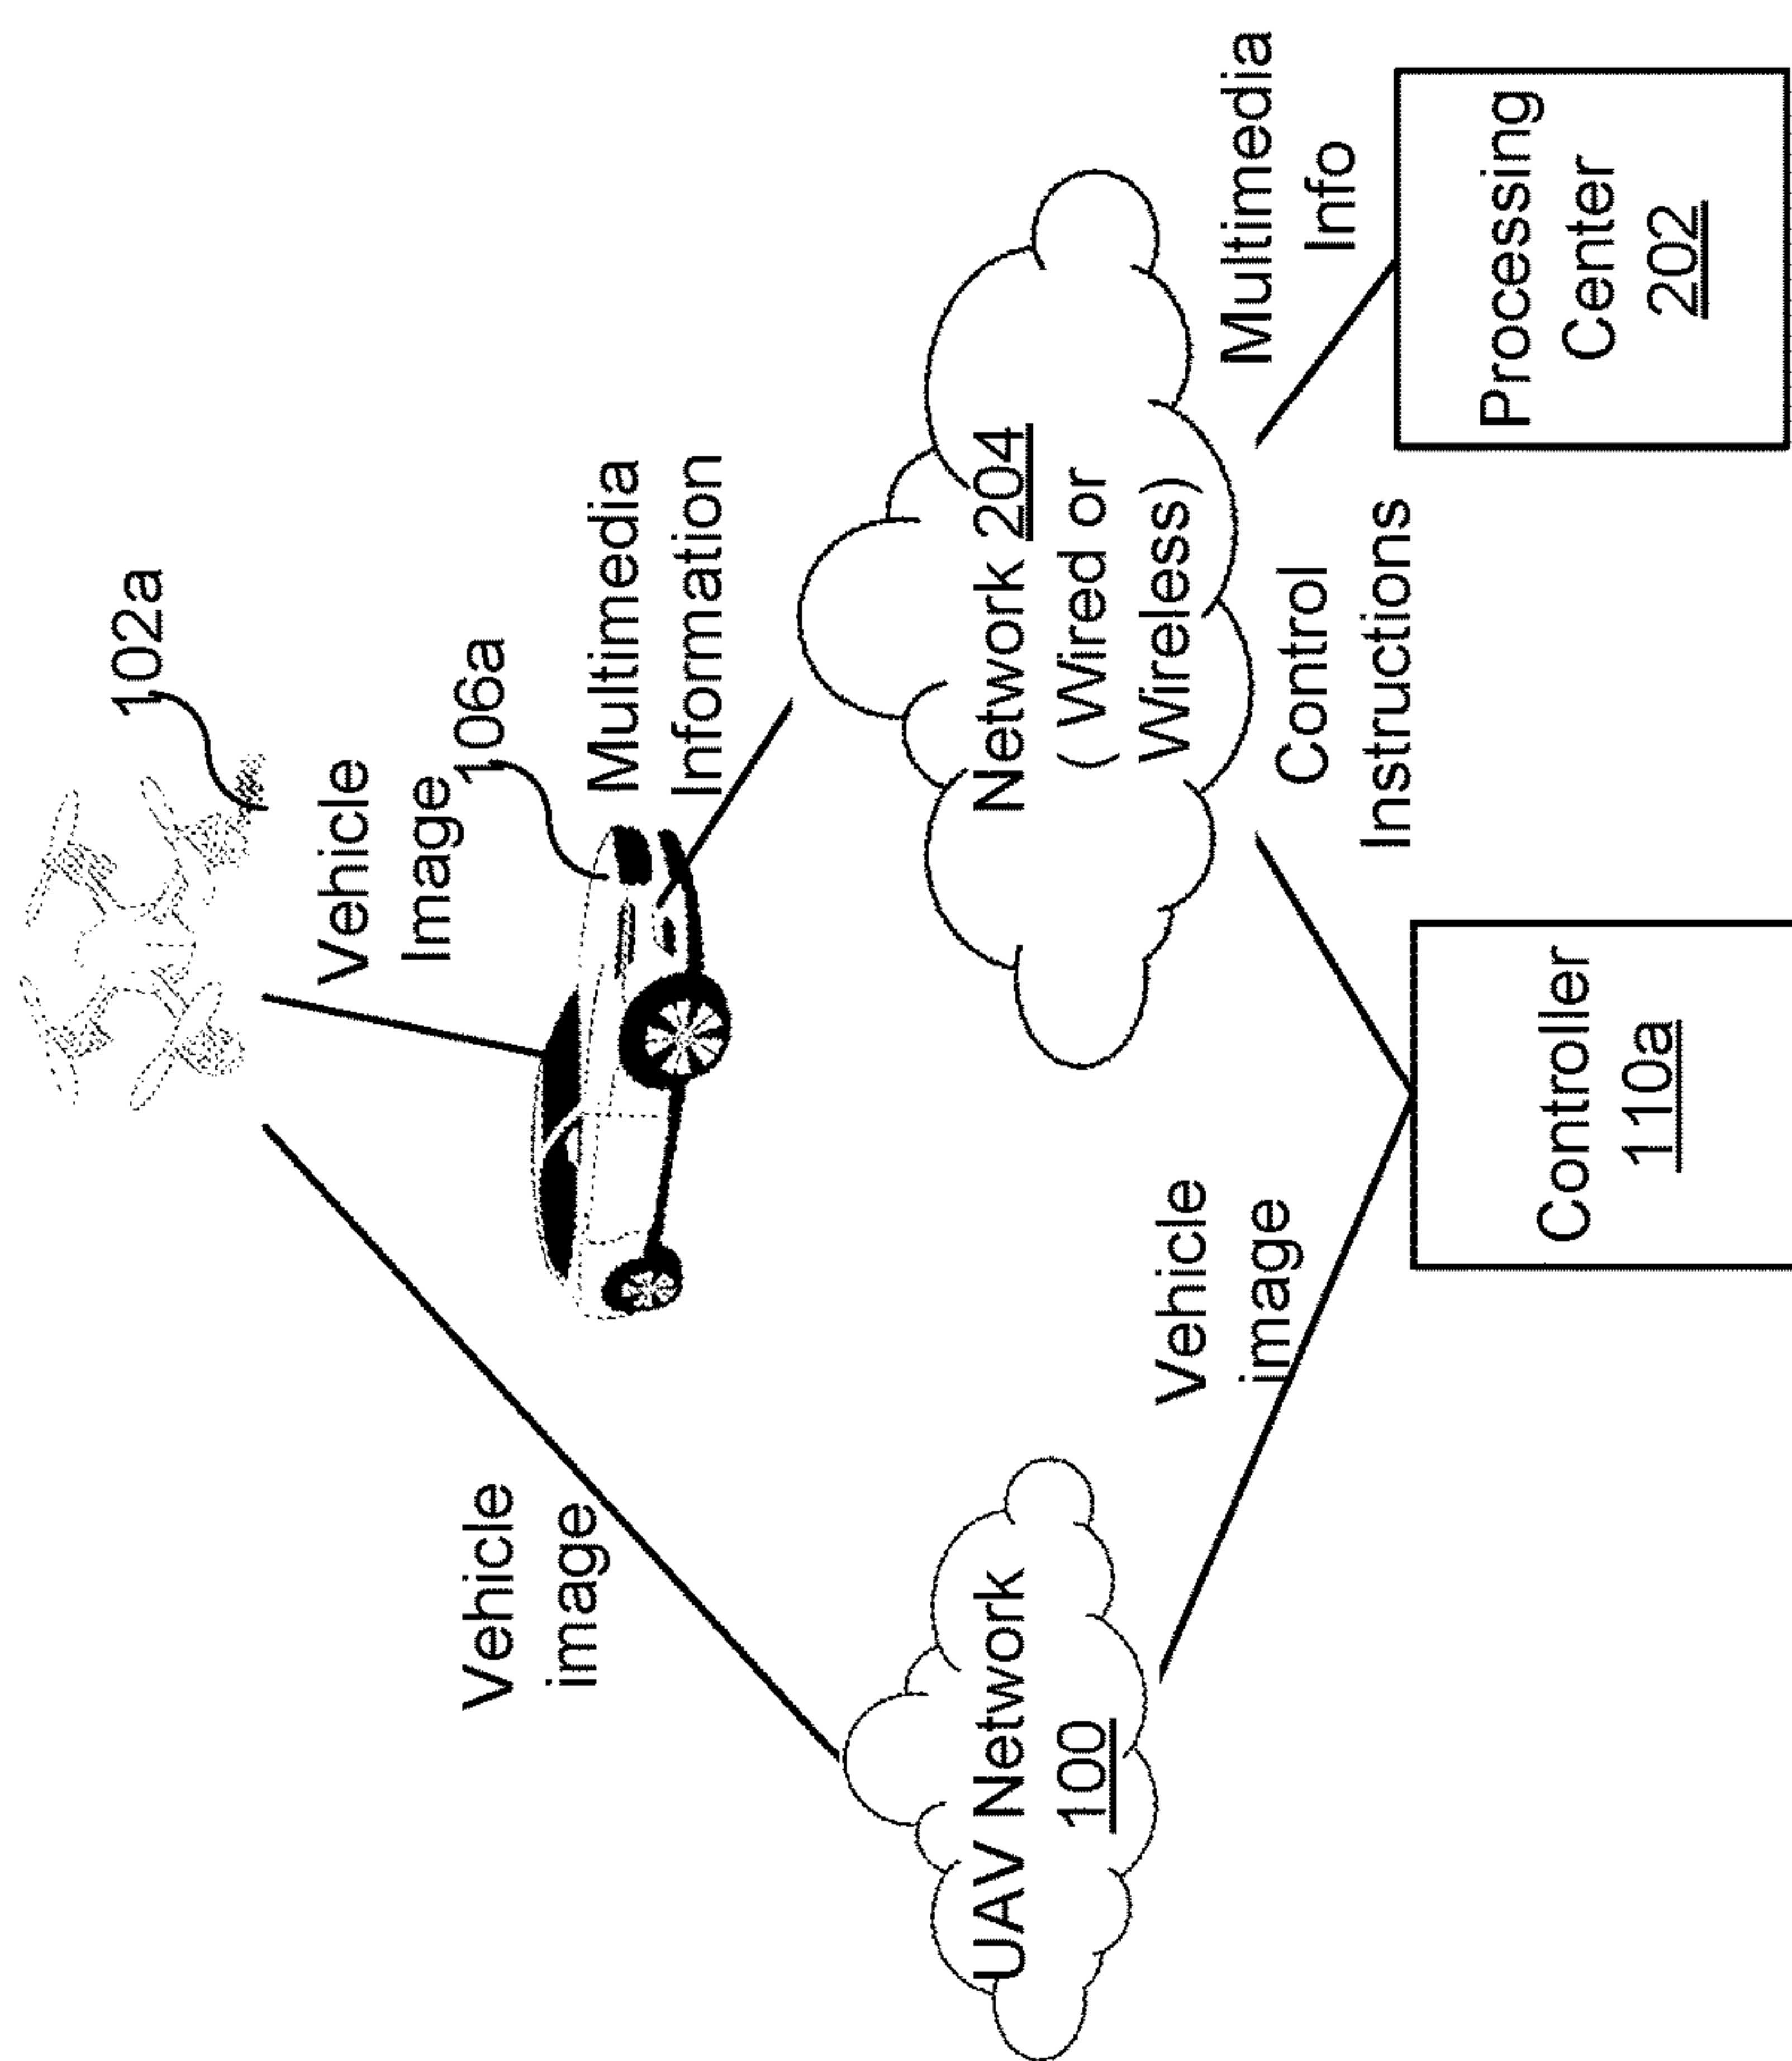 102a
Vehicle
Image
106a
Multimedia
Information
Vehicle
image
UAV Network
100
Network 204
( Wired or
Wireless)
Vehicle
image
Control
Instructions
Multimedia
Info
Controller
110a
Processing
Center
202